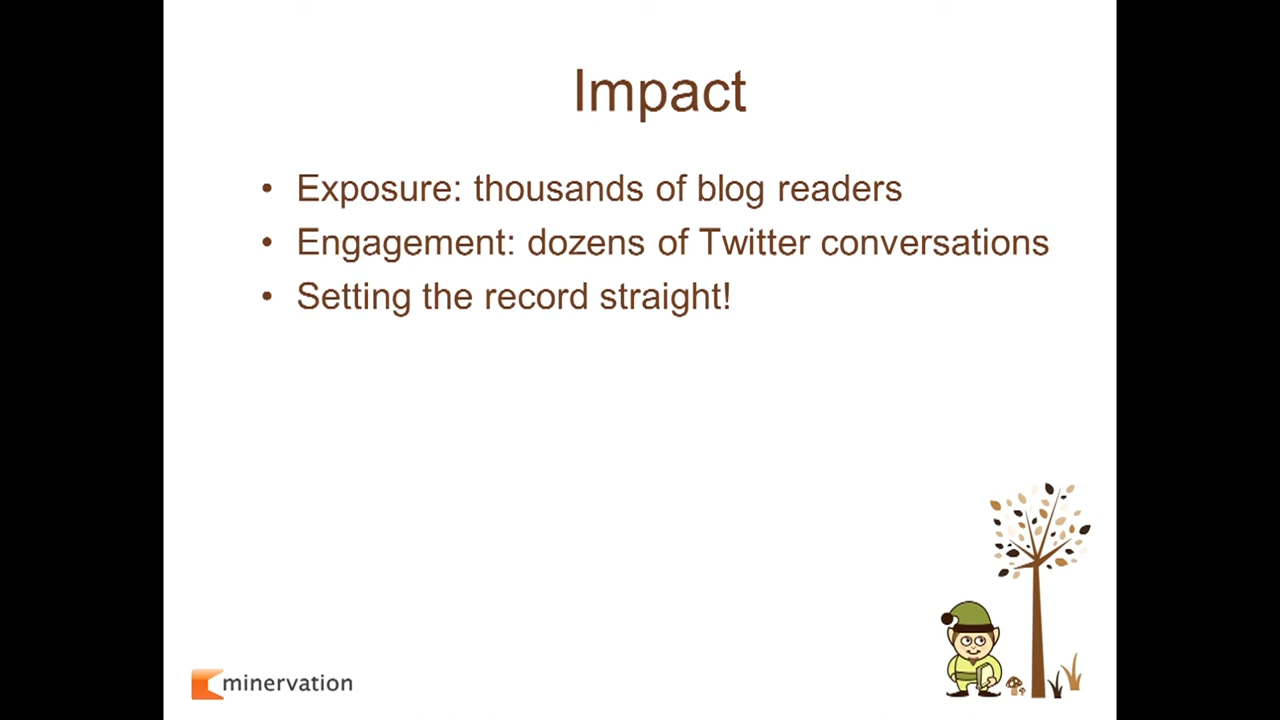 Impact
• Exposure: thousands of blog readers
• Engagement: dozens of Twitter conversations
• Setting the record straight!
minervation